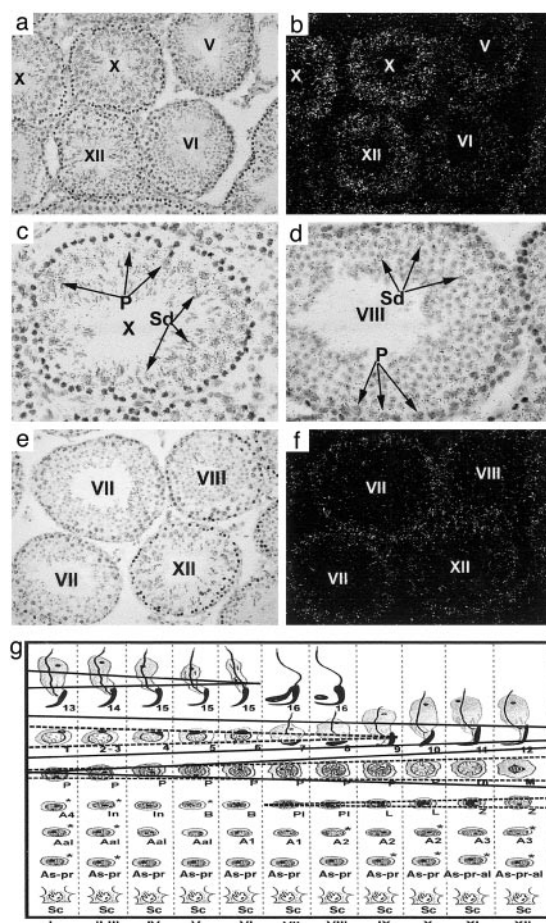 a
X
X
V
XII
VI
b
X
X
V
XII
VI
c
P
X
Sd
d
Sd
VIII
P
e
VII
VIII
VII
XII
f
VII
VIII
VII
XII
g
13 14 15 15 15 16 16
1 2-3 4 5 6 7 8 9 10 11 12
P P P P P P P P P
A4 In In B B Pl Pl L L Z Z
Aal Aal Aal Aal A1 A1 A2 A2 A2 A3 A3
As-pr As-pr As-pr As-pr As-pr As-pr As-pr As-pr As-pr As-pr-al As-pr-al
Sc Sc Sc Sc Sc Sc Sc Sc Sc Sc Sc